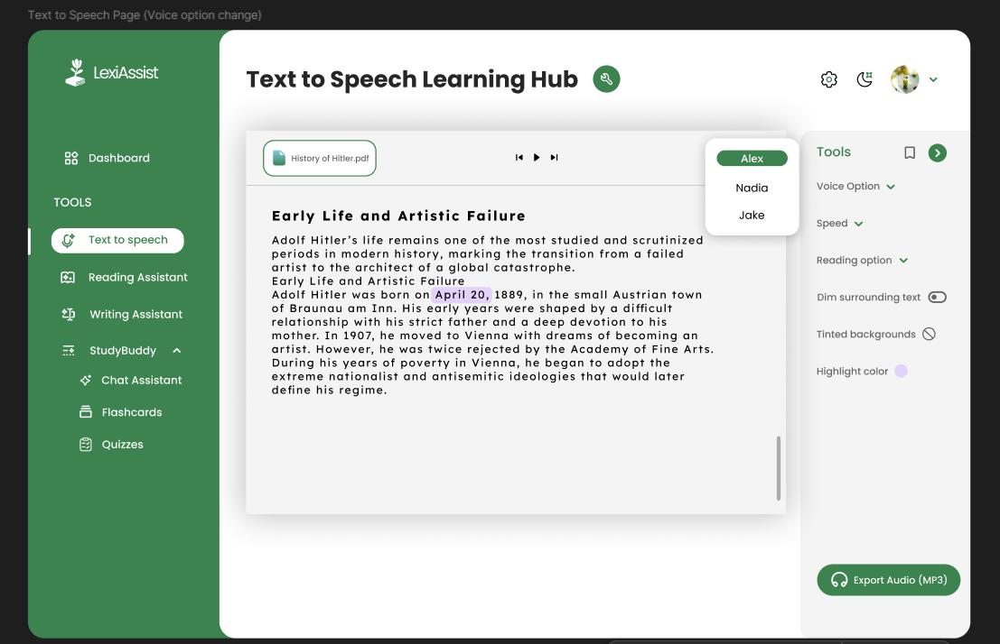 Text to Speech Page (Voice option change)
LexiAssist
Text to Speech Learning Hub
Dashboard
TOOLS
Text to speech
Reading Assistant
Writing Assistant
StudyBuddy
Chat Assistant
Flashcards
Quizzes
History of Hitler.pdf
Early Life and Artistic Failure
Adolf Hitler’s life remains one of the most studied and scrutinized
periods in modern history, marking the transition from a failed
artist to the architect of a global catastrophe.
Early Life and Artistic Failure
Adolf Hitler was born on April 20, 1889, in the small Austrian town
of Braunau am Inn. His early years were shaped by a difficult
relationship with his strict father and a deep devotion to his
mother. In 1907, he moved to Vienna with dreams of becoming an
artist. However, he was twice rejected by the Academy of Fine Arts.
During his years of poverty in Vienna, he began to adopt the
extreme nationalist and antisemitic ideologies that would later
define his regime.
Alex
Nadia
Jake
Tools
Voice Option
Speed
Reading option
Dim surrounding text
Tinted backgrounds
Highlight color
Export Audio (MP3)